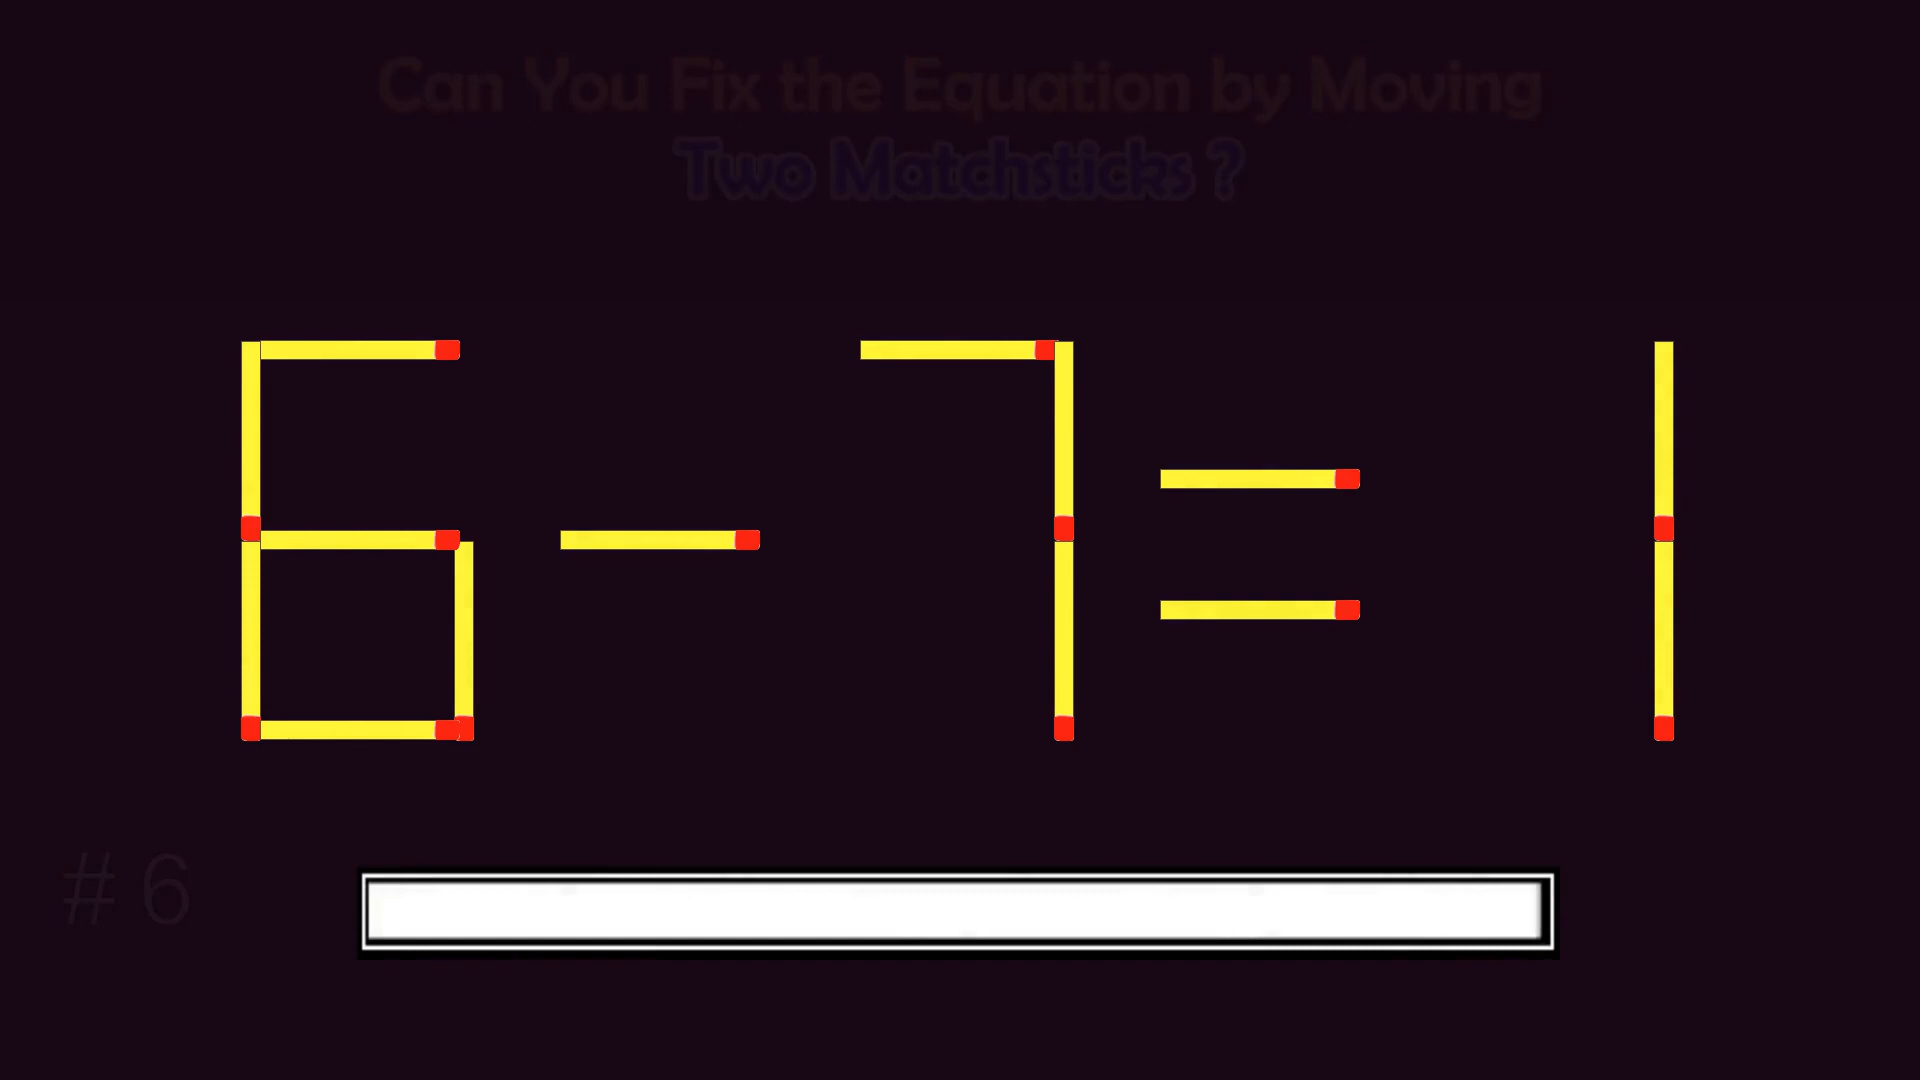 Can You Fix the Equation by Moving
Two Matchsticks ?
6 - 7 = 1
# 6